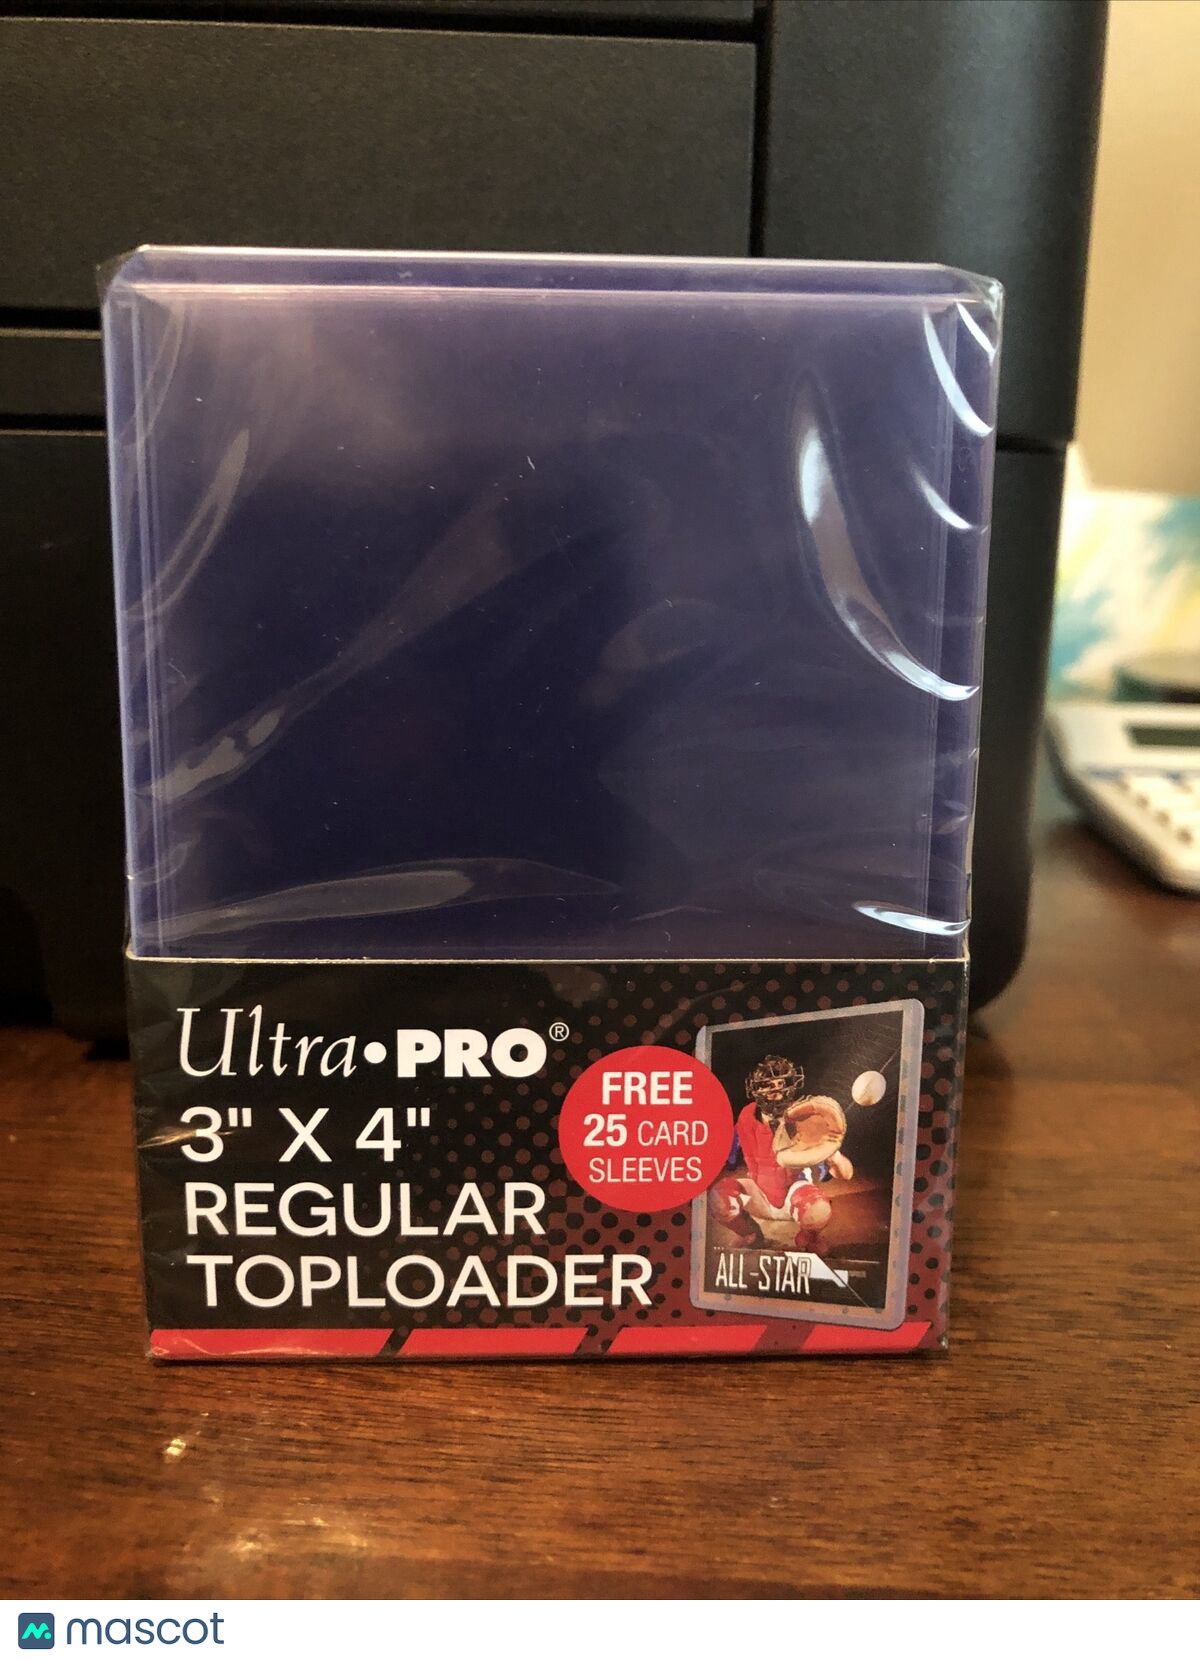 Ultra•PRO®
3" X 4"
REGULAR
TOPLOADER
FREE
25 CARD
SLEEVES
ALL-STAR
mascot